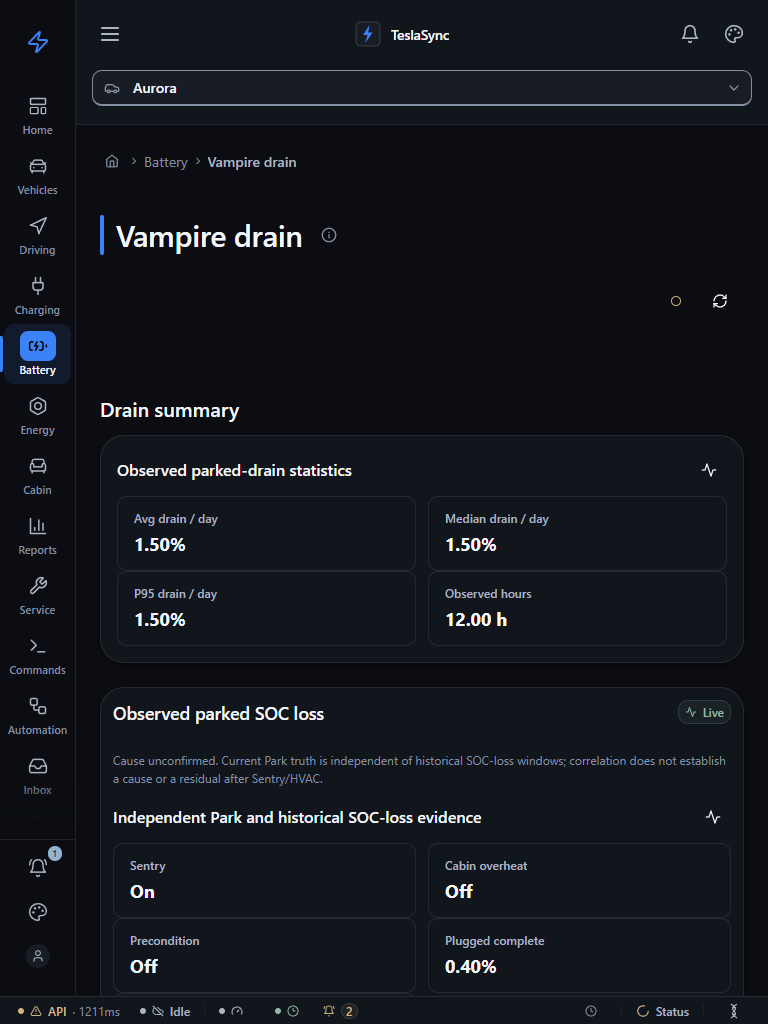 TeslaSync
Aurora
Home
Vehicles
Driving
Charging
Battery
Energy
Cabin
Reports
Service
Commands
Automation
Inbox
1
Battery
Vampire drain
Vampire drain
Drain summary
Observed parked-drain statistics
Avg drain / day
1.50%
Median drain / day
1.50%
P95 drain / day
1.50%
Observed hours
12.00 h
Observed parked SOC loss
Live
Cause unconfirmed. Current Park truth is independent of historical SOC-loss windows; correlation does not establish
a cause or a residual after Sentry/HVAC.
Independent Park and historical SOC-loss evidence
Sentry
On
Cabin overheat
Off
Precondition
Off
Plugged complete
0.40%
API · 1211ms
Idle
2
Status